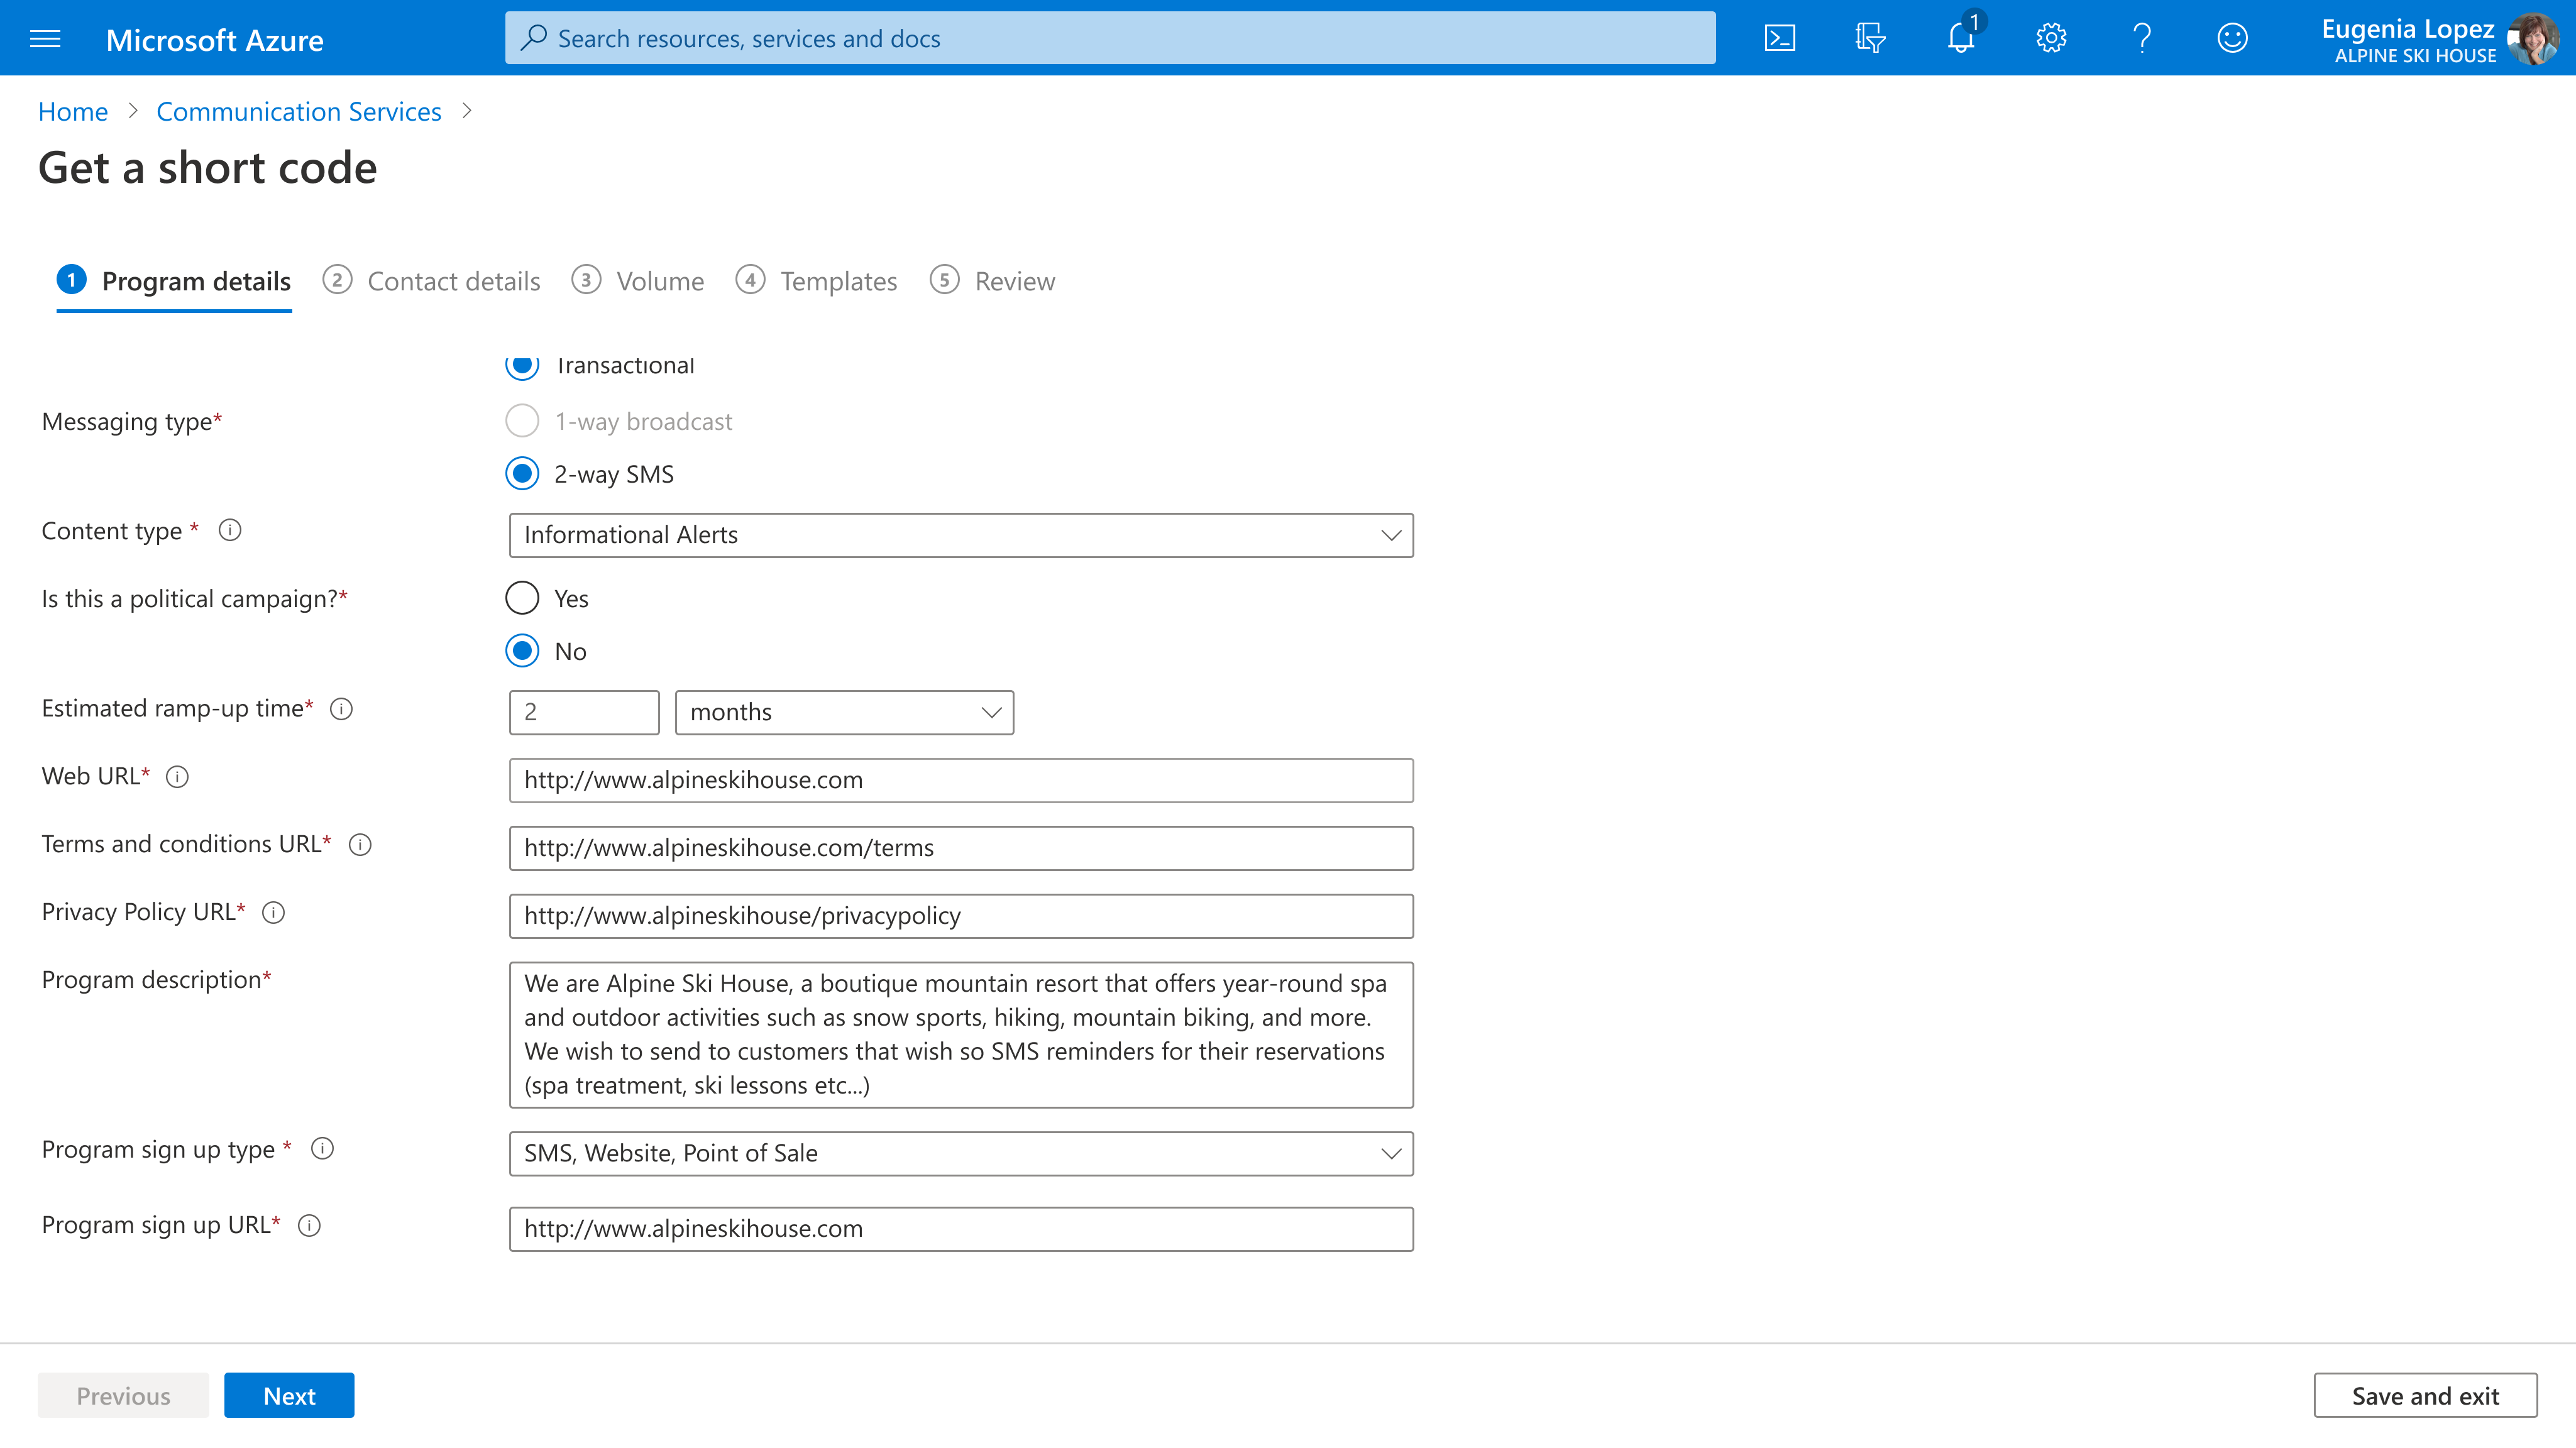 Microsoft Azure
Search resources, services and docs
1
Eugenia Lopez
ALPINE SKI HOUSE
Home > Communication Services >
Get a short code
1 Program details 2 Contact details 3 Volume 4 Templates 5 Review
Transactional
Messaging type* 1-way broadcast
2-way SMS
Content type * Informational Alerts
Is this a political campaign?* Yes
No
Estimated ramp-up time* 2 months
Web URL* http://www.alpineskihouse.com
Terms and conditions URL* http://www.alpineskihouse.com/terms
Privacy Policy URL* http://www.alpineskihouse/privacypolicy
Program description* We are Alpine Ski House, a boutique mountain resort that offers year-round spa
and outdoor activities such as snow sports, hiking, mountain biking, and more.
We wish to send to customers that wish so SMS reminders for their reservations
(spa treatment, ski lessons etc...)
Program sign up type * SMS, Website, Point of Sale
Program sign up URL* http://www.alpineskihouse.com
Previous Next Save and exit